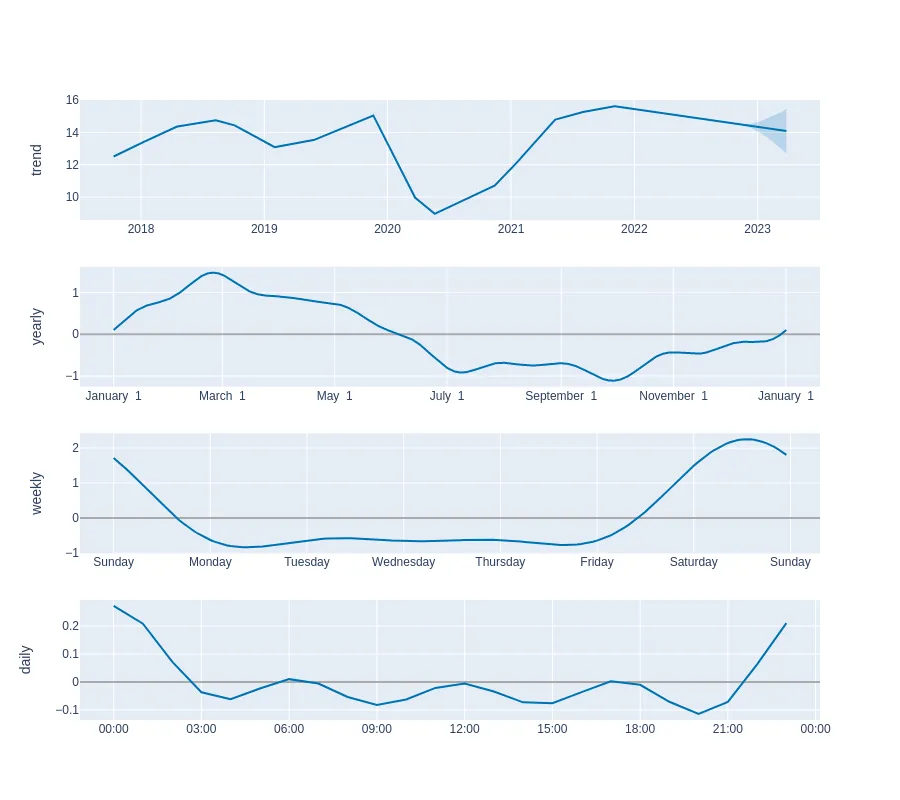 trend
16
14
12
10
2018 2019 2020 2021 2022 2023
yearly
1
0
−1
January 1 March 1 May 1 July 1 September 1 November 1 January 1
weekly
2
1
0
−1
Sunday Monday Tuesday Wednesday Thursday Friday Saturday Sunday
daily
0.2
0.1
0
−0.1
00:00 03:00 06:00 09:00 12:00 15:00 18:00 21:00 00:00